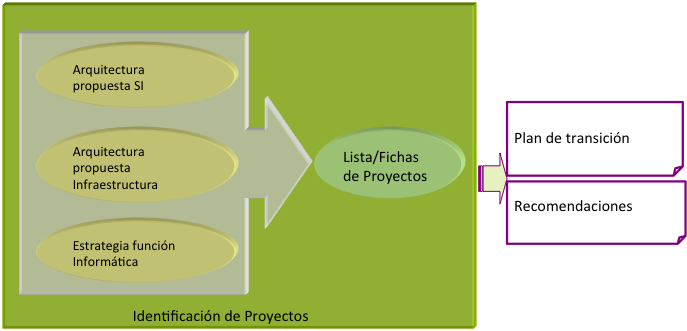 Arquitectura
propuesta SI
Arquitectura
propuesta
Infraestructura
Estrategia función
Informática
Lista/Fichas
de Proyectos
Identificación de Proyectos
Plan de transición
Recomendaciones